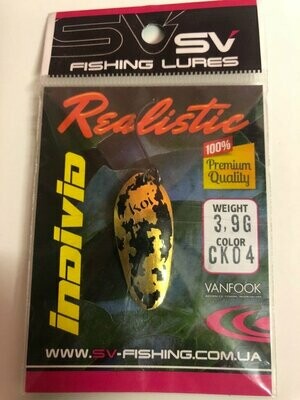 SV SV
FISHING LURES
Realistic
100%
Premium
Quality
indivia
Koi
WEIGHT
3,9G
COLOR
CK04
VANFOOK
WWW.SV-FISHING.COM.UA